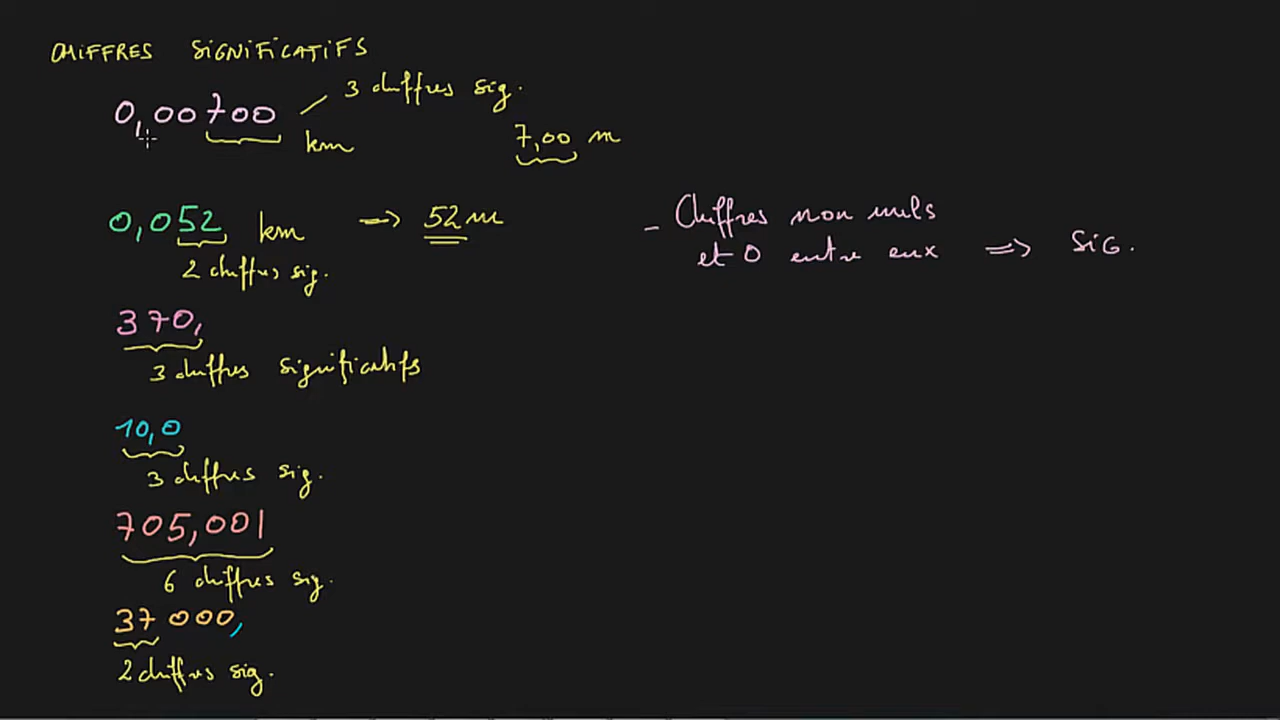 CHIFFRES SIGNIFICATIFS
0,00700 km
3 chiffres sig.
7,00 m
0,052 km => 52 m
2 chiffres sig.
370,
3 chiffres significatifs
10,0
3 chiffres sig.
705,001
6 chiffres sig.
37 000,
2 chiffres sig.
- Chiffres non nuls
et 0 entre eux => SIG.